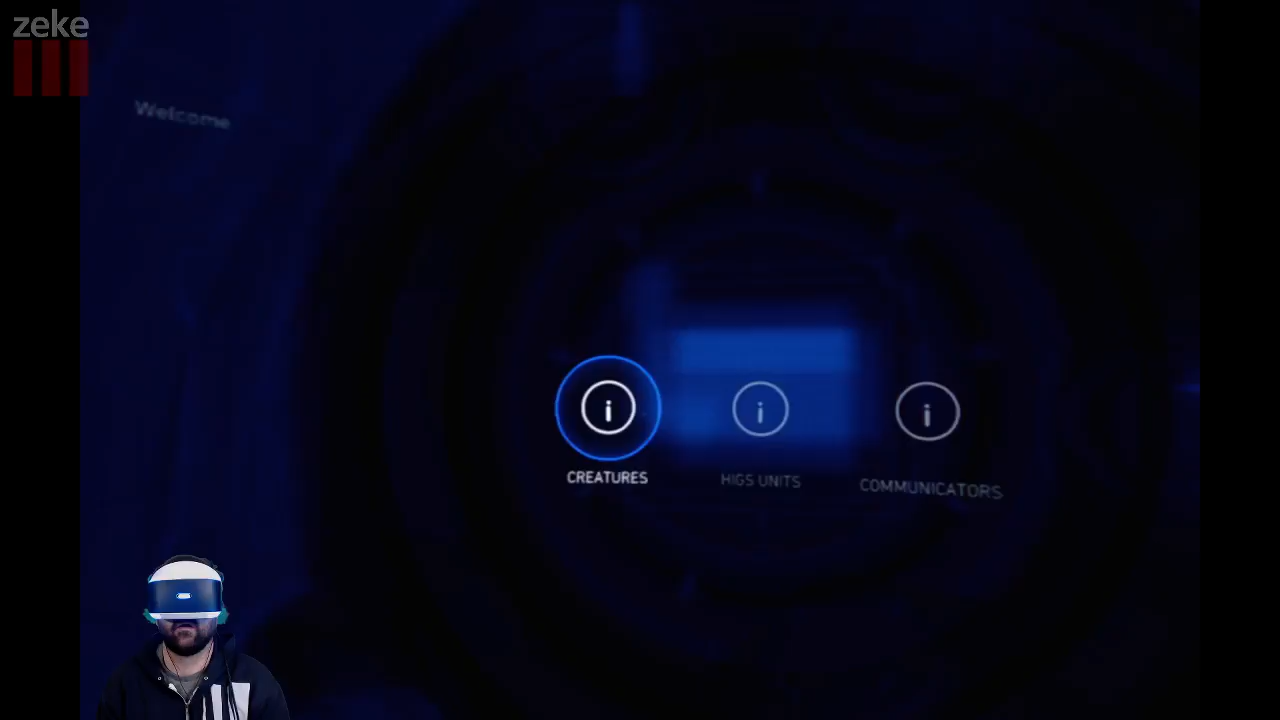 zeke
Welcome
CREATURES
HIGS UNITS
COMMUNICATORS